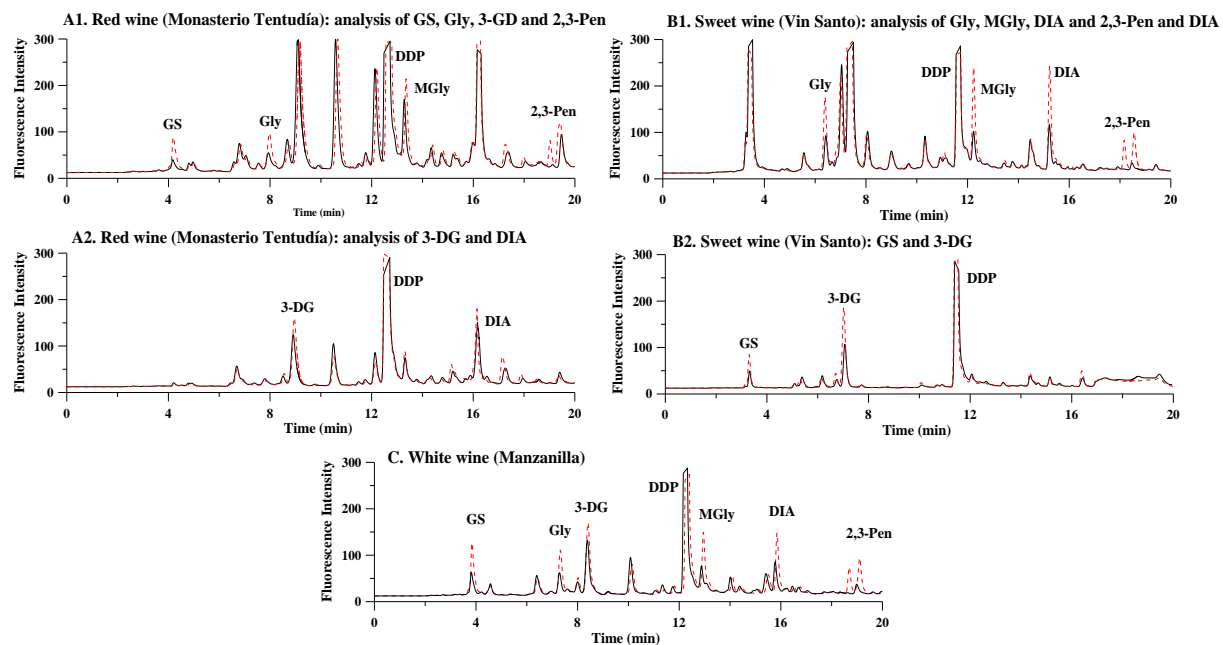 A1. Red wine (Monasterio Tentudía): analysis of GS, Gly, 3-GD and 2,3-Pen
300
200
100
0
Fluorescence Intensity
GS
Gly
DDP
MGly
2,3-Pen
0 4 8 12 16 20
Time (min)
B1. Sweet wine (Vin Santo): analysis of Gly, MGly, DIA and 2,3-Pen and DIA
300
200
100
0
Fluorescence Intensity
Gly
DDP
MGly
DIA
2,3-Pen
0 4 8 12 16 20
Time (min)
A2. Red wine (Monasterio Tentudía): analysis of 3-DG and DIA
300
200
100
0
Fluorescence Intensity
3-DG
DDP
DIA
0 4 8 12 16 20
Time (min)
B2. Sweet wine (Vin Santo): GS and 3-DG
300
200
100
0
Fluorescence Intensity
GS
3-DG
DDP
0 4 8 12 16 20
Time (min)
C. White wine (Manzanilla)
300
200
100
0
Fluorescence Intensity
GS
Gly
3-DG
DDP
MGly
DIA
2,3-Pen
0 4 8 12 16 20
Time (min)